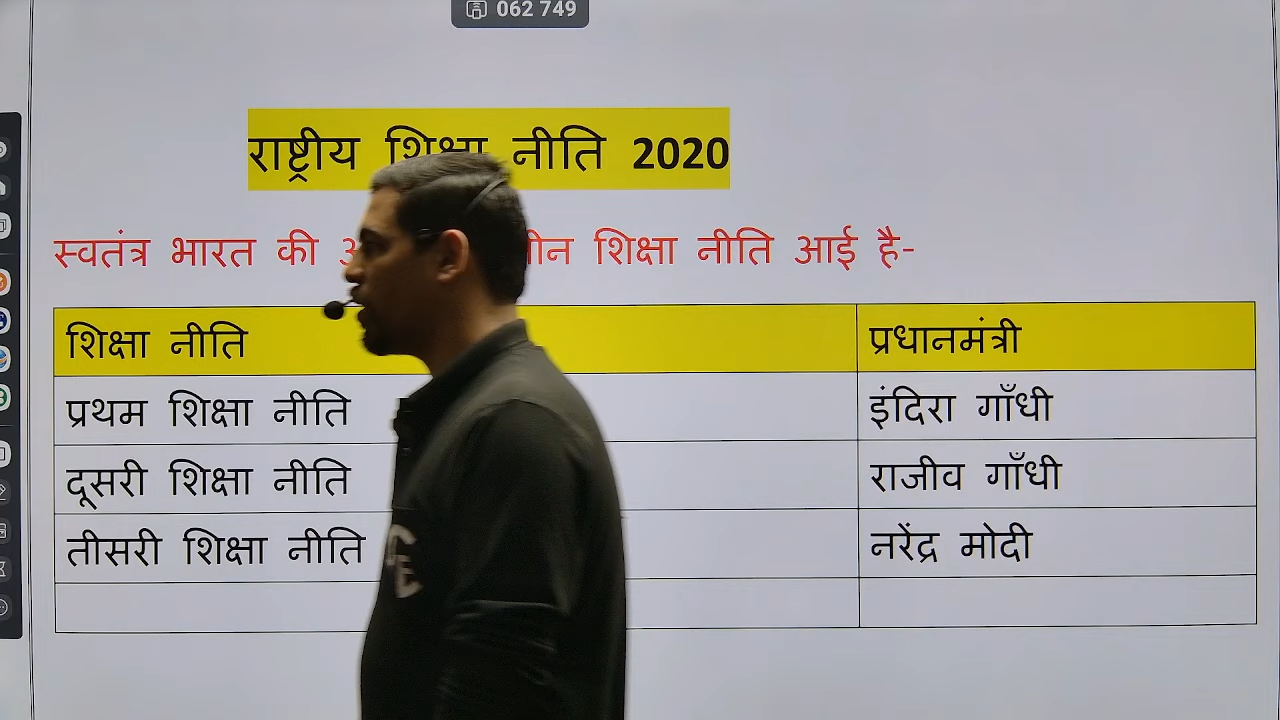 062 749
राष्ट्रीय शिक्षा नीति 2020
स्वतंत्र भारत की शिक्षा नीति आई है-
शिक्षा नीति प्रधानमंत्री
प्रथम शिक्षा नीति इंदिरा गाँधी
दूसरी शिक्षा नीति राजीव गाँधी
तीसरी शिक्षा नीति नरेंद्र मोदी